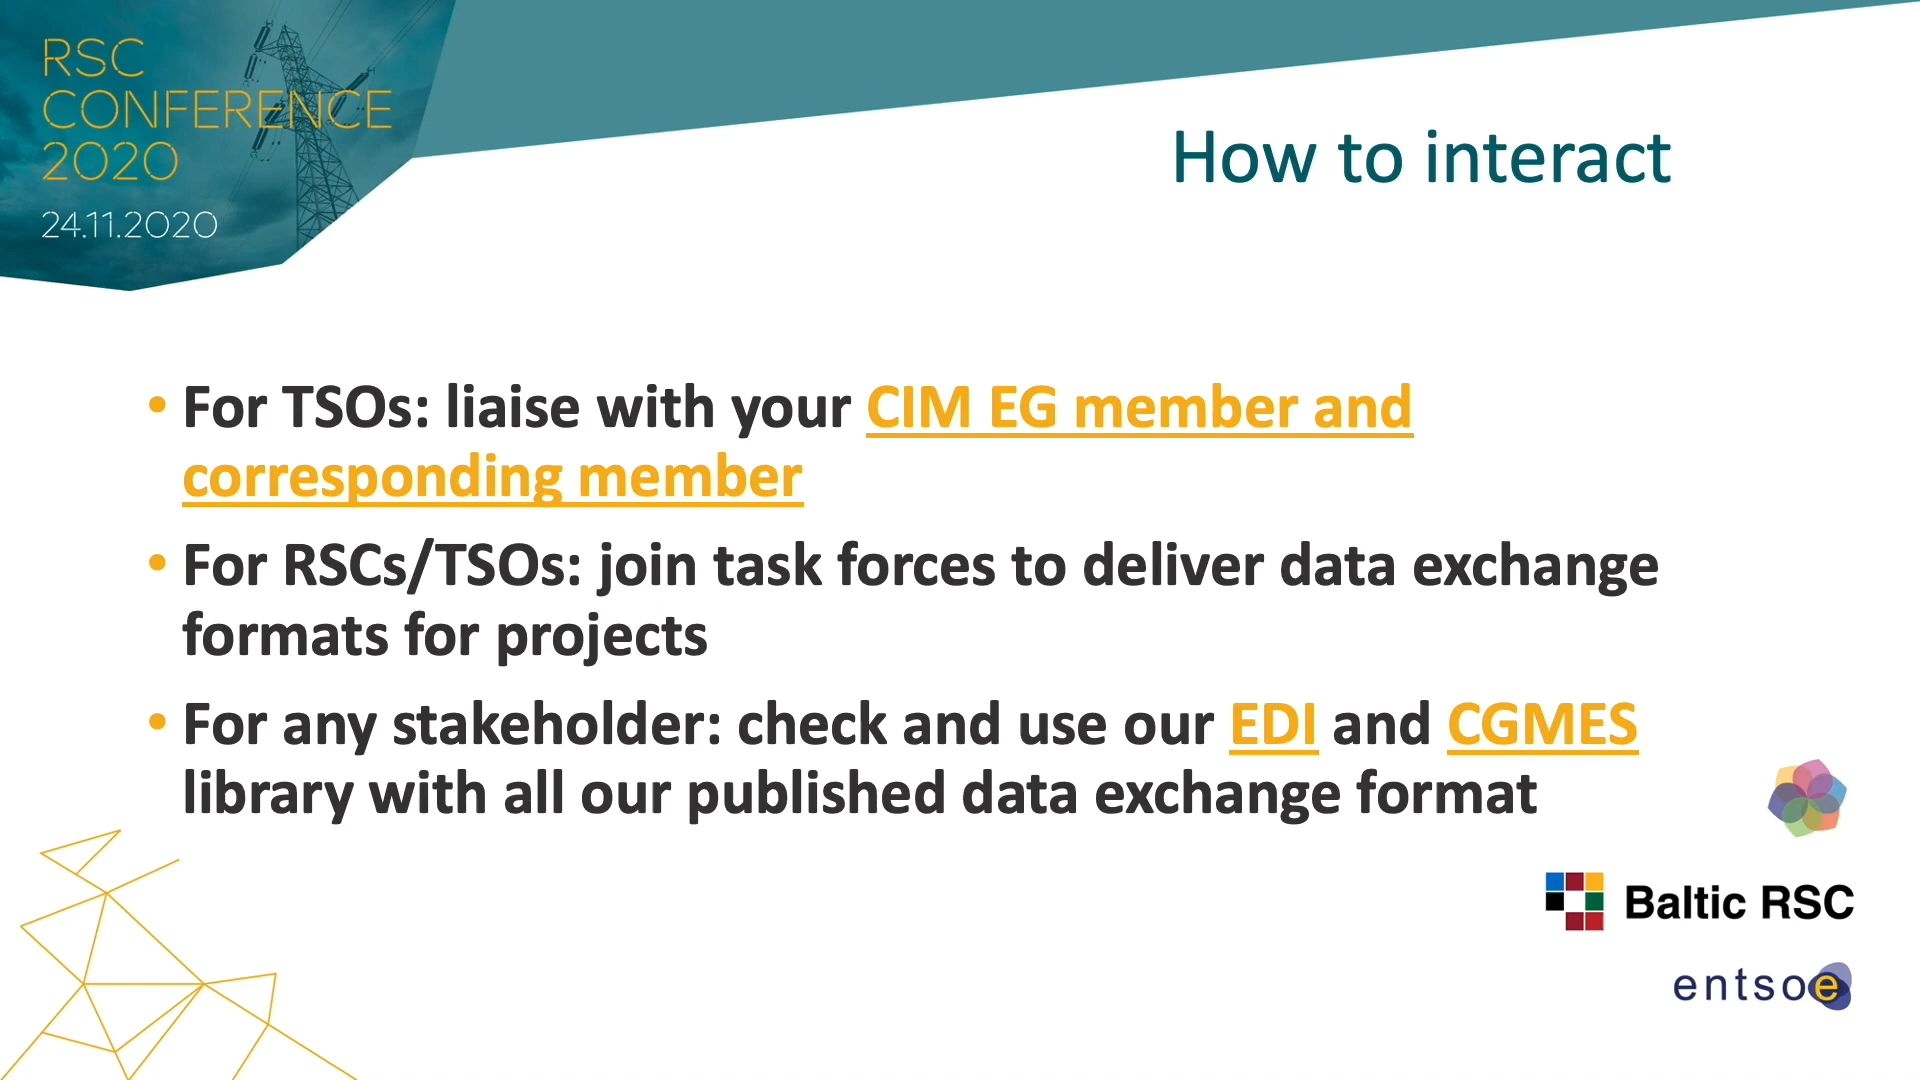 RSC
CONFERENCE
2020
24.11.2020
How to interact
• For TSOs: liaise with your CIM EG member and
corresponding member
• For RSCs/TSOs: join task forces to deliver data exchange
formats for projects
• For any stakeholder: check and use our EDI and CGMES
library with all our published data exchange format
Baltic RSC
entsoe